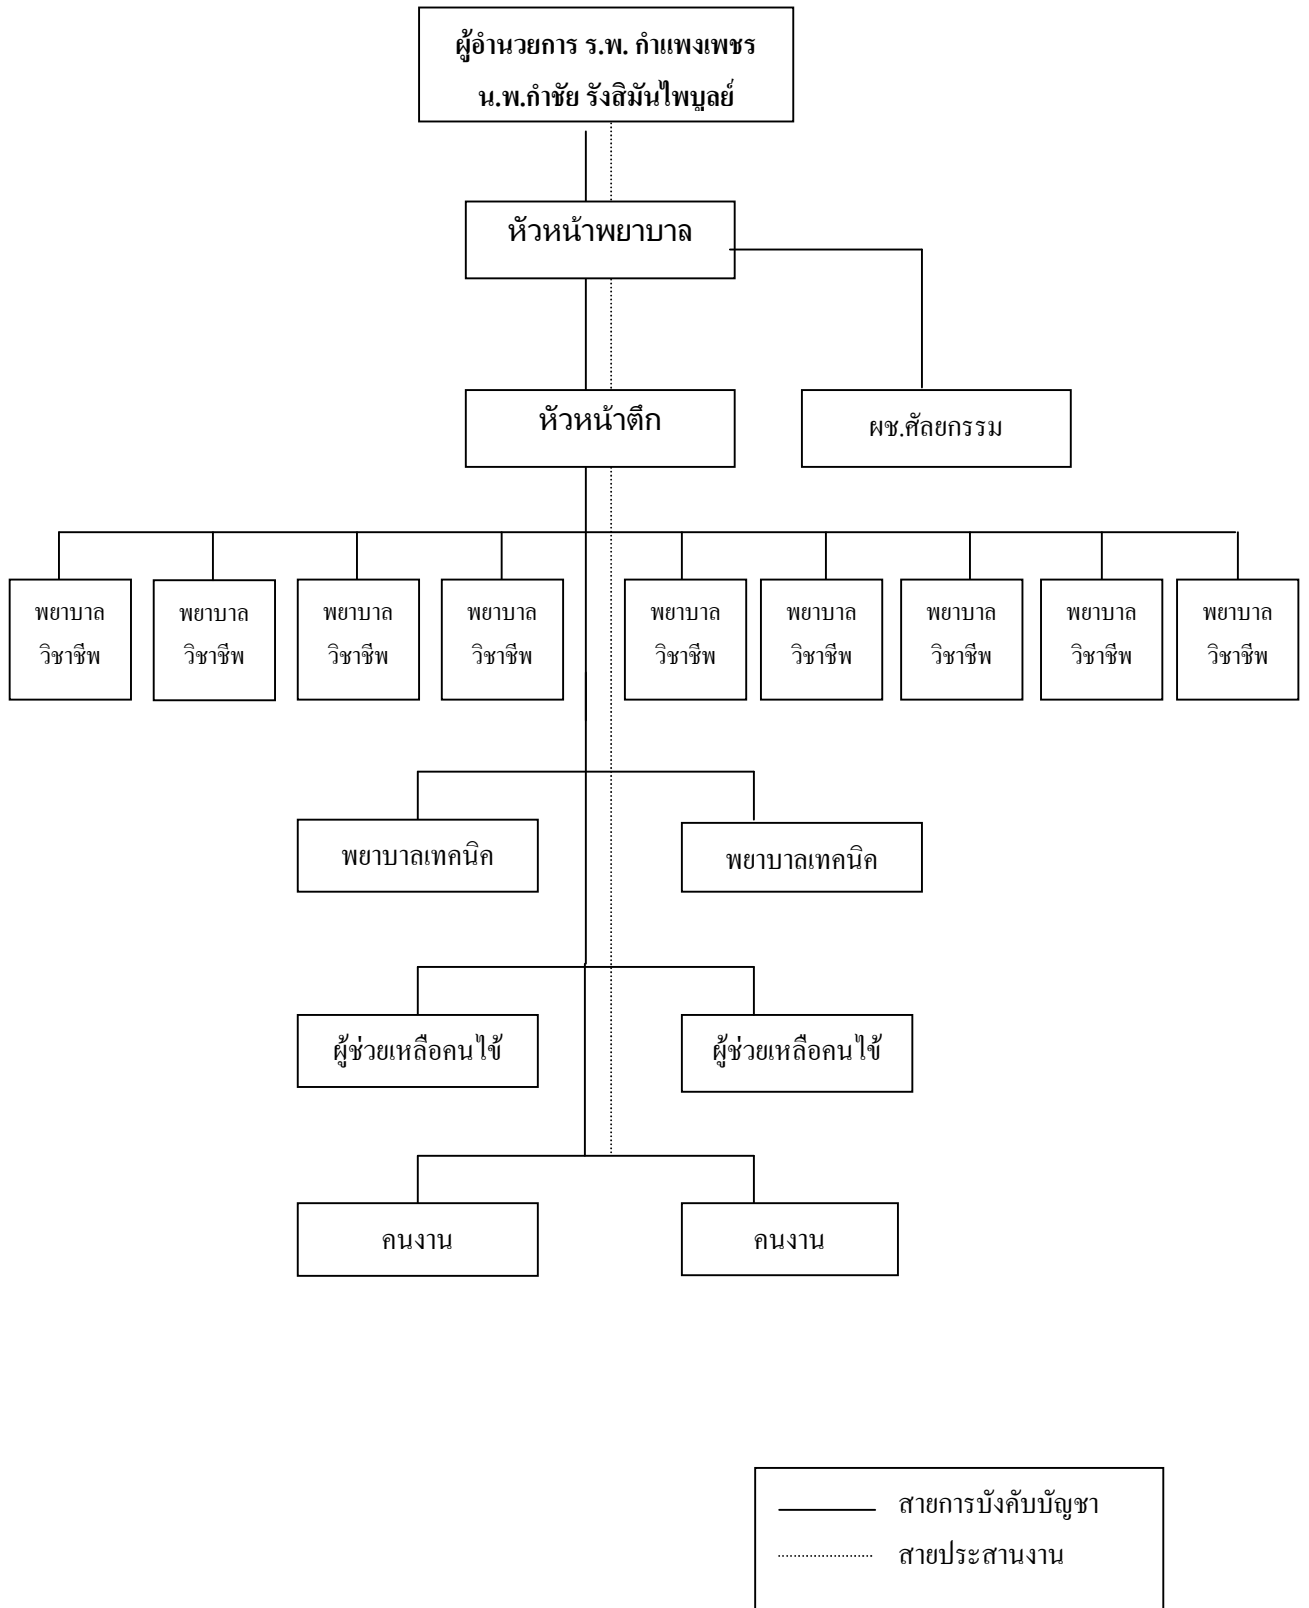 ผู้อำนวยการ ร.พ. กำแพงเพชร
น.พ.กำชัย รังสิมันไพบูลย์
หัวหน้าพยาบาล
หัวหน้าตึก
ผช.ศัลยกรรม
พยาบาล
วิชาชีพ
พยาบาล
วิชาชีพ
พยาบาล
วิชาชีพ
พยาบาล
วิชาชีพ
พยาบาล
วิชาชีพ
พยาบาล
วิชาชีพ
พยาบาล
วิชาชีพ
พยาบาล
วิชาชีพ
พยาบาล
วิชาชีพ
พยาบาลเทคนิค
พยาบาลเทคนิค
ผู้ช่วยเหลือคนไข้
ผู้ช่วยเหลือคนไข้
คนงาน
คนงาน
สายการบังคับบัญชา
สายประสานงาน